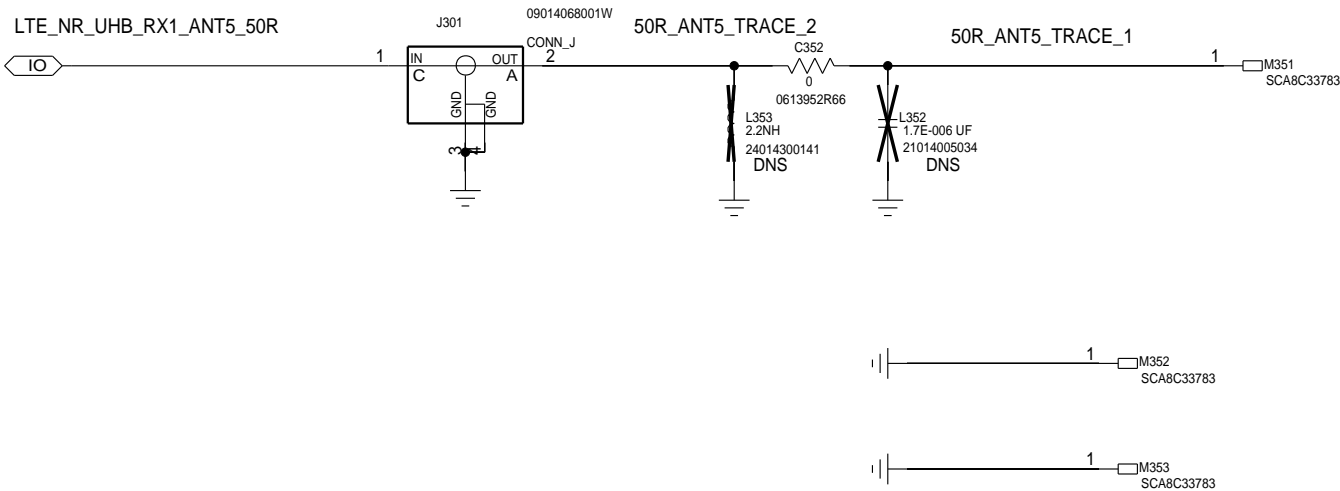 LTE_NR_UHB_RX1_ANT5_50R
IO
J301
09014068001W
CONN_J
1
IN
OUT
2
C
A
GND
GND
3
4
50R_ANT5_TRACE_2
C352
0
0613952R66
50R_ANT5_TRACE_1
1
M351
SCA8C33783
L353
2.2NH
24014300141
DNS
L352
1.7E-006 UF
21014005034
DNS
1
M352
SCA8C33783
1
M353
SCA8C33783